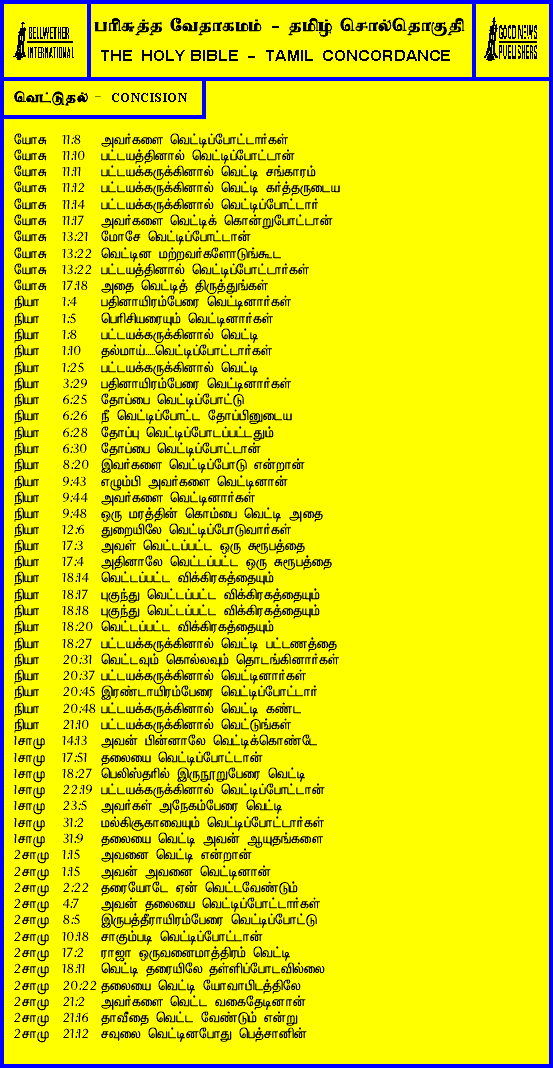 BELLWETHER
INTERNATIONAL
பரிசுத்த வேதாகமம் - தமிழ் சொல்தொகுதி
THE HOLY BIBLE - TAMIL CONCORDANCE
GOOD NEWS
PUBLISHERS
வெட்டுதல் - CONCISION
யோசு 11:8 அவர்களை வெட்டிப்போட்டார்கள்
யோசு 11:10 பட்டயத்தினால் வெட்டிப்போட்டான்
யோசு 11:11 பட்டயக்கருக்கினால் வெட்டி சங்காரம்
யோசு 11:12 பட்டயக்கருக்கினால் வெட்டி கர்த்தருடைய
யோசு 11:14 பட்டயக்கருக்கினால் வெட்டிப்போட்டார்
யோசு 11:17 அவர்களை வெட்டிக் கொன்றுபோட்டான்
யோசு 13:21 மோசே வெட்டிப்போட்டான்
யோசு 13:22 வெட்டின மற்றவர்களோடுங்கூட
யோசு 13:22 பட்டயத்தினால் வெட்டிப்போட்டார்கள்
யோசு 17:18 அதை வெட்டித் திருத்துங்கள்
நியா 1:4 பதினாயிரம்பேரை வெட்டினார்கள்
நியா 1:5 பெரிசியரையும் வெட்டினார்கள்
நியா 1:8 பட்டயக்கருக்கினால் வெட்டி
நியா 1:10 தல்மாய்.....வெட்டிப்போட்டார்கள்
நியா 1:25 பட்டயக்கருக்கினால் வெட்டி
நியா 3:29 பதினாயிரம்பேரை வெட்டினார்கள்
நியா 6:25 தோப்பை வெட்டிப்போட்டு
நியா 6:26 நீ வெட்டிப்போட்ட தோப்பினுடைய
நியா 6:28 தோப்பு வெட்டிப்போடப்பட்டதும்
நியா 6:30 தோப்பை வெட்டிப்போட்டான்
நியா 8:20 இவர்களை வெட்டிப்போடு என்றான்
நியா 9:43 எழும்பி அவர்களை வெட்டினான்
நியா 9:44 அவர்களை வெட்டினார்கள்
நியா 9:48 ஒரு மரத்தின் கொம்பை வெட்டி அதை
நியா 12:6 துறையிலே வெட்டிப்போடுவார்கள்
நியா 17:3 அவள் வெட்டப்பட்ட ஒரு சுரூபத்தை
நியா 17:4 அதினாலே வெட்டப்பட்ட ஒரு சுரூபத்தை
நியா 18:14 வெட்டப்பட்ட விக்கிரகத்தையும்
நியா 18:17 புகுந்து வெட்டப்பட்ட விக்கிரகத்தையும்
நியா 18:18 புகுந்து வெட்டப்பட்ட விக்கிரகத்தையும்
நியா 18:20 வெட்டப்பட்ட விக்கிரகத்தையும்
நியா 18:27 பட்டயக்கருக்கினால் வெட்டி பட்டணத்தை
நியா 20:31 வெட்டவும் கொல்லவும் தொடங்கினார்கள்
நியா 20:37 பட்டயக்கருக்கினால் வெட்டினார்கள்
நியா 20:45 இரண்டாயிரம்பேரை வெட்டிப்போட்டார்
நியா 20:48 பட்டயக்கருக்கினால் வெட்டி கண்ட
நியா 21:10 பட்டயக்கருக்கினால் வெட்டுங்கள்
1சாமு 14:13 அவன் பின்னாலே வெட்டிக்கொண்டே
1சாமு 17:51 தலையை வெட்டிப்போட்டான்
1சாமு 18:27 பெலிஸ்தரில் இருநூறுபேரை வெட்டி
1சாமு 22:19 பட்டயக்கருக்கினால் வெட்டிப்போட்டான்
1சாமு 23:5 அவர்கள் அநேகம்பேரை வெட்டி
1சாமு 31:2 மல்கிசூகாவையும் வெட்டிப்போட்டார்கள்
1சாமு 31:9 தலையை வெட்டி அவன் ஆயுதங்களை
2சாமு 1:15 அவனை வெட்டி என்றான்
2சாமு 1:15 அவன் அவனை வெட்டினான்
2சாமு 2:22 தரையோடே ஏன் வெட்டவேண்டும்
2சாமு 4:7 அவன் தலையை வெட்டிப்போட்டார்கள்
2சாமு 8:5 இருபத்தீராயிரம்பேரை வெட்டிப்போட்டு
2சாமு 10:18 சாகும்படி வெட்டிப்போட்டான்
2சாமு 17:2 ராஜா ஒருவனைமாத்திரம் வெட்டி
2சாமு 18:11 வெட்டி தரையிலே தள்ளிப்போடவில்லை
2சாமு 20:22 தலையை வெட்டி யோவாபிடத்திலே
2சாமு 21:2 அவர்களை வெட்ட வகைதேடினான்
2சாமு 21:16 தாவீதை வெட்ட வேண்டும் என்று
2சாமு 21:12 சவுலை வெட்டினபோது பெத்சானின்